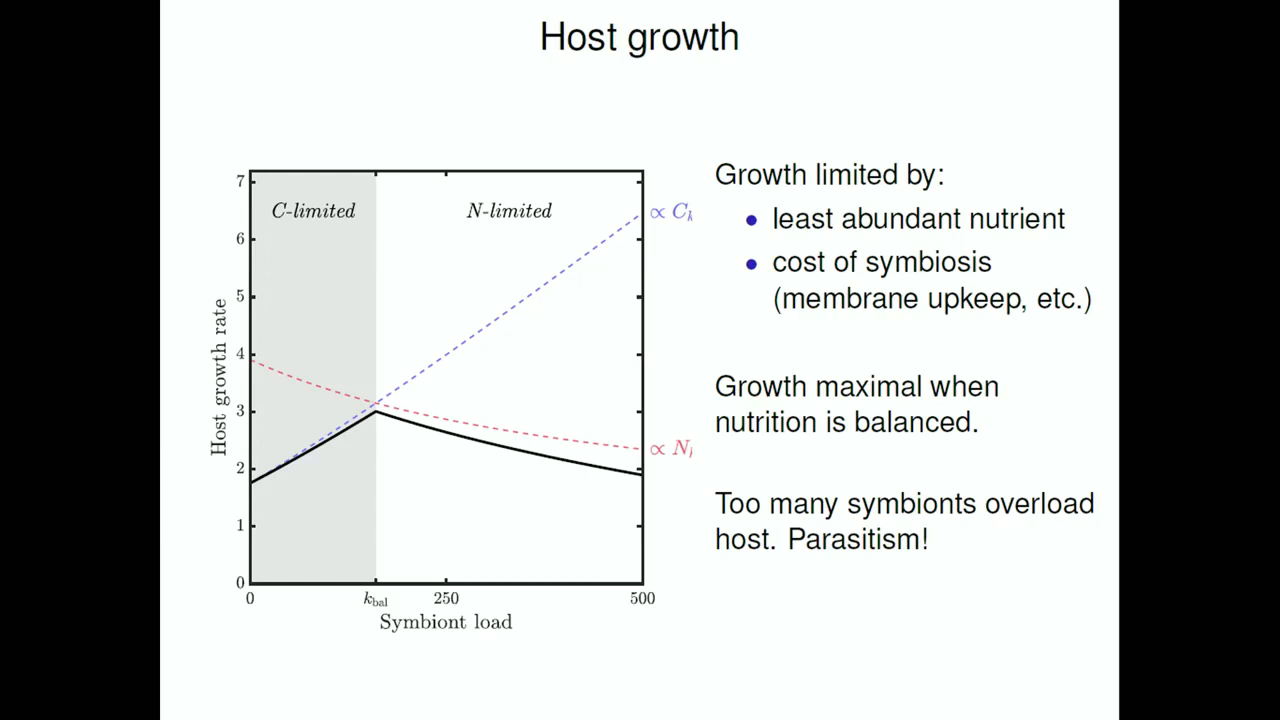 Host growth
7
6
5
4
3
2
1
0
Host growth rate
C-limited
N-limited
∝ C
∝ N
0
k_bal
250
500
Symbiont load
Growth limited by:
• least abundant nutrient
• cost of symbiosis
(membrane upkeep, etc.)
Growth maximal when
nutrition is balanced.
Too many symbionts overload
host. Parasitism!